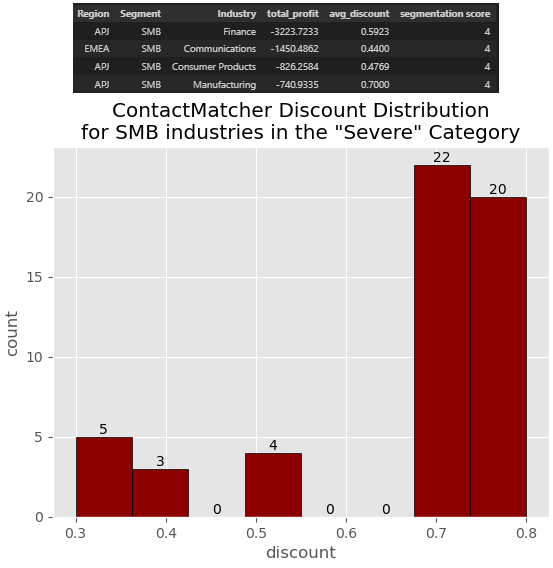 Region Segment Industry total_profit avg_discount segmentation score
APJ SMB Finance -3223.7233 0.5923 4
EMEA SMB Communications -1450.4862 0.4400 4
APJ SMB Consumer Products -826.2584 0.4769 4
APJ SMB Manufacturing -740.9335 0.7000 4
ContactMatcher Discount Distribution
for SMB industries in the "Severe" Category
22
20
20
15
count
10
5
5
4
3
0
0
0
0
0.3 0.4 0.5 0.6 0.7 0.8
discount